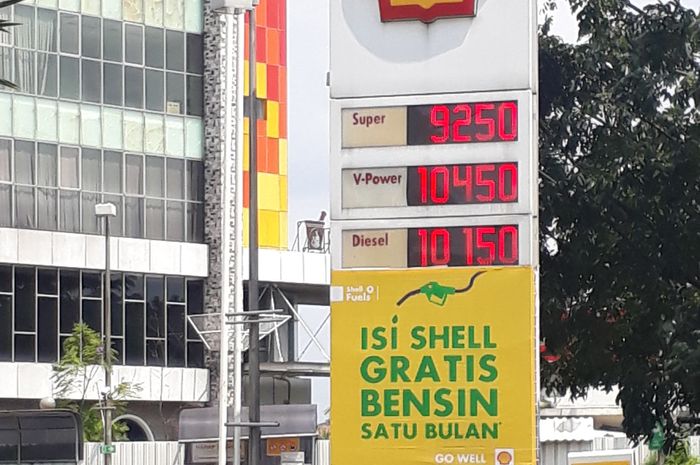 Super 9250
V-Power 10450
Diesel 10150
Shell
Fuels
ISI SHELL
GRATIS
BENSIN
SATU BULAN*
GO WELL